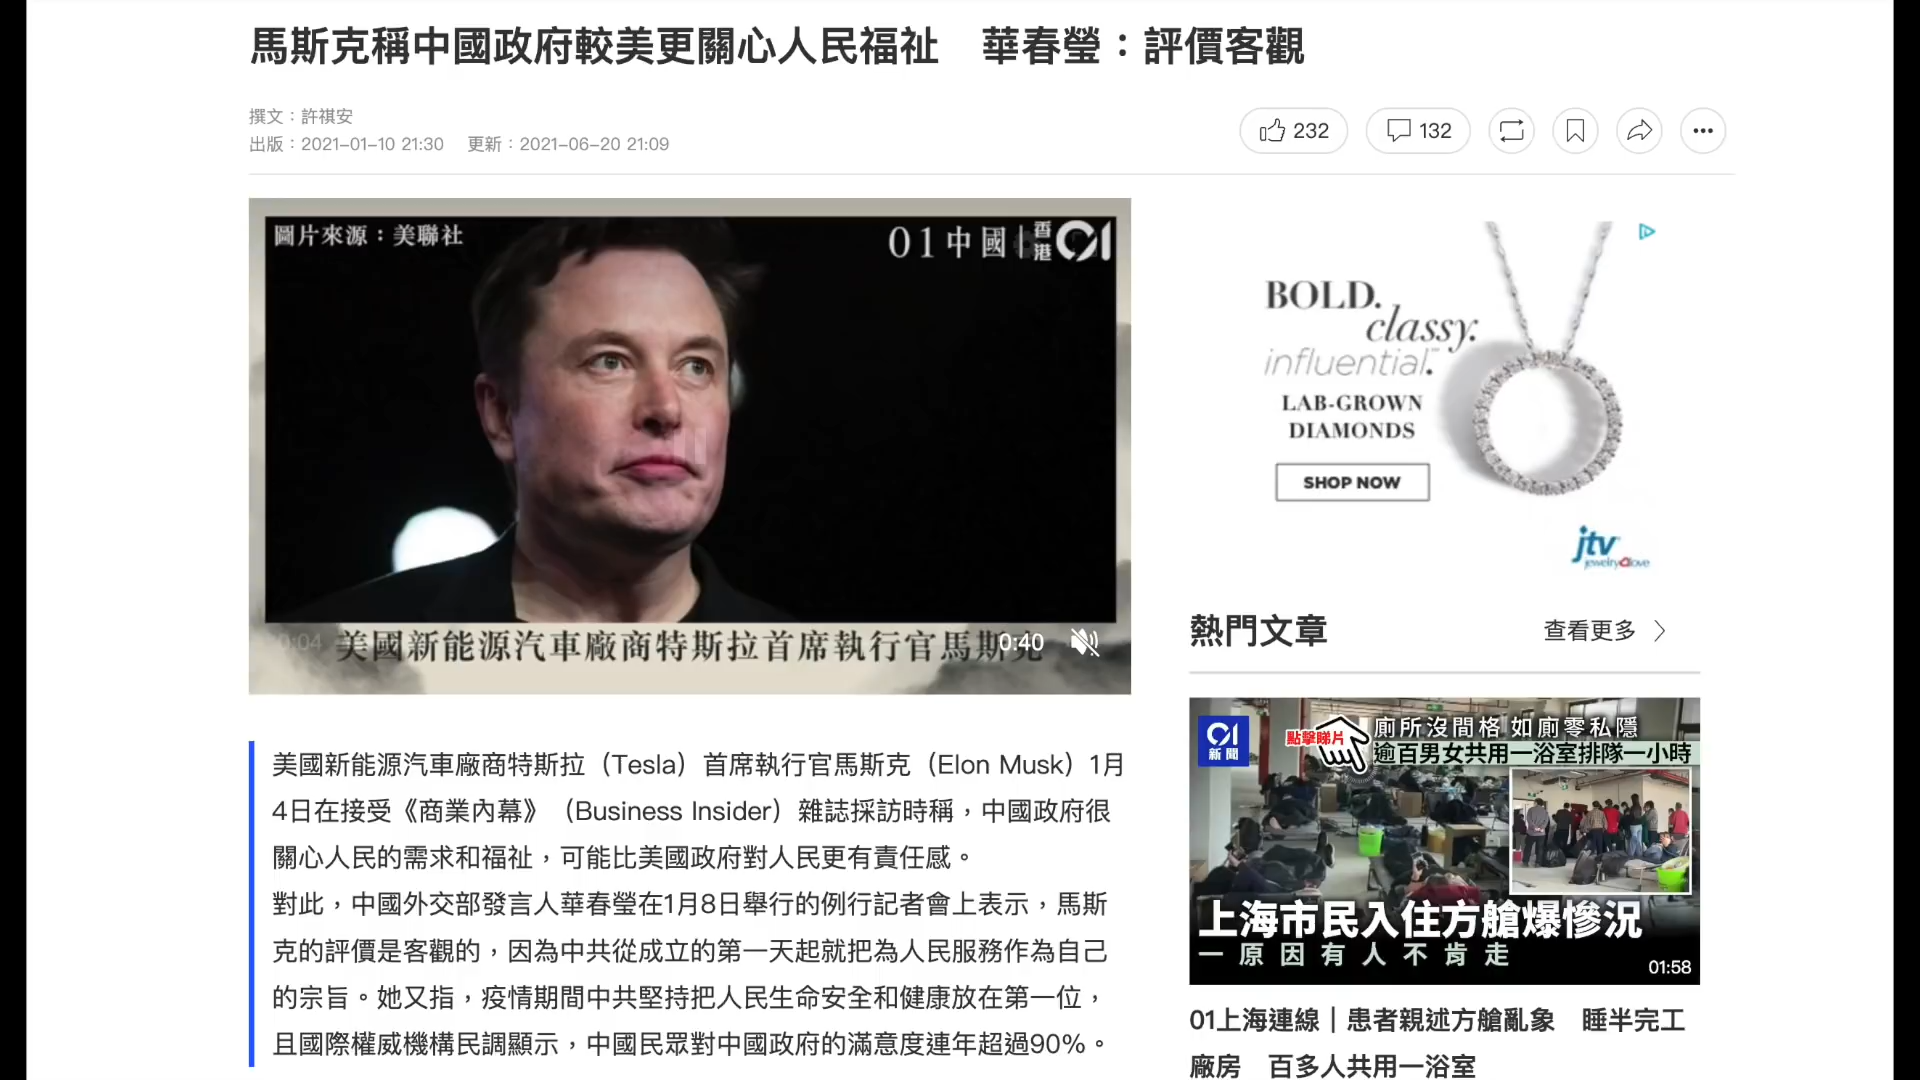 馬斯克稱中國政府較美更關心人民福祉　華春瑩：評價客觀
撰文：許祺安
出版：2021-01-10 21:30　更新：2021-06-20 21:09
232
132
圖片來源：美聯社
01中國
香港01
美國新能源汽車廠商特斯拉首席執行官馬斯克
0:04
0:40
美國新能源汽車廠商特斯拉（Tesla）首席執行官馬斯克（Elon Musk）1月
4日在接受《商業內幕》（Business Insider）雜誌採訪時稱，中國政府很
關心人民的需求和福祉，可能比美國政府對人民更有責任感。
對此，中國外交部發言人華春瑩在1月8日舉行的例行記者會上表示，馬斯
克的評價是客觀的，因為中共從成立的第一天起就把為人民服務作為自己
的宗旨。她又指，疫情期間中共堅持把人民生命安全和健康放在第一位，
且國際權威機構民調顯示，中國民眾對中國政府的滿意度連年超過90%。
BOLD.
classy.
influential.™
LAB-GROWN
DIAMONDS
SHOP NOW
jtv
jewelry love
熱門文章
查看更多
01
新聞
點擊睇片
廁所沒間格 如廁零私隱
逾百男女共用一浴室排隊一小時
上海市民入住方艙爆慘況
一原因有人不肯走
01:58
01上海連線｜患者親述方艙亂象　睡半完工
廠房　百多人共用一浴室